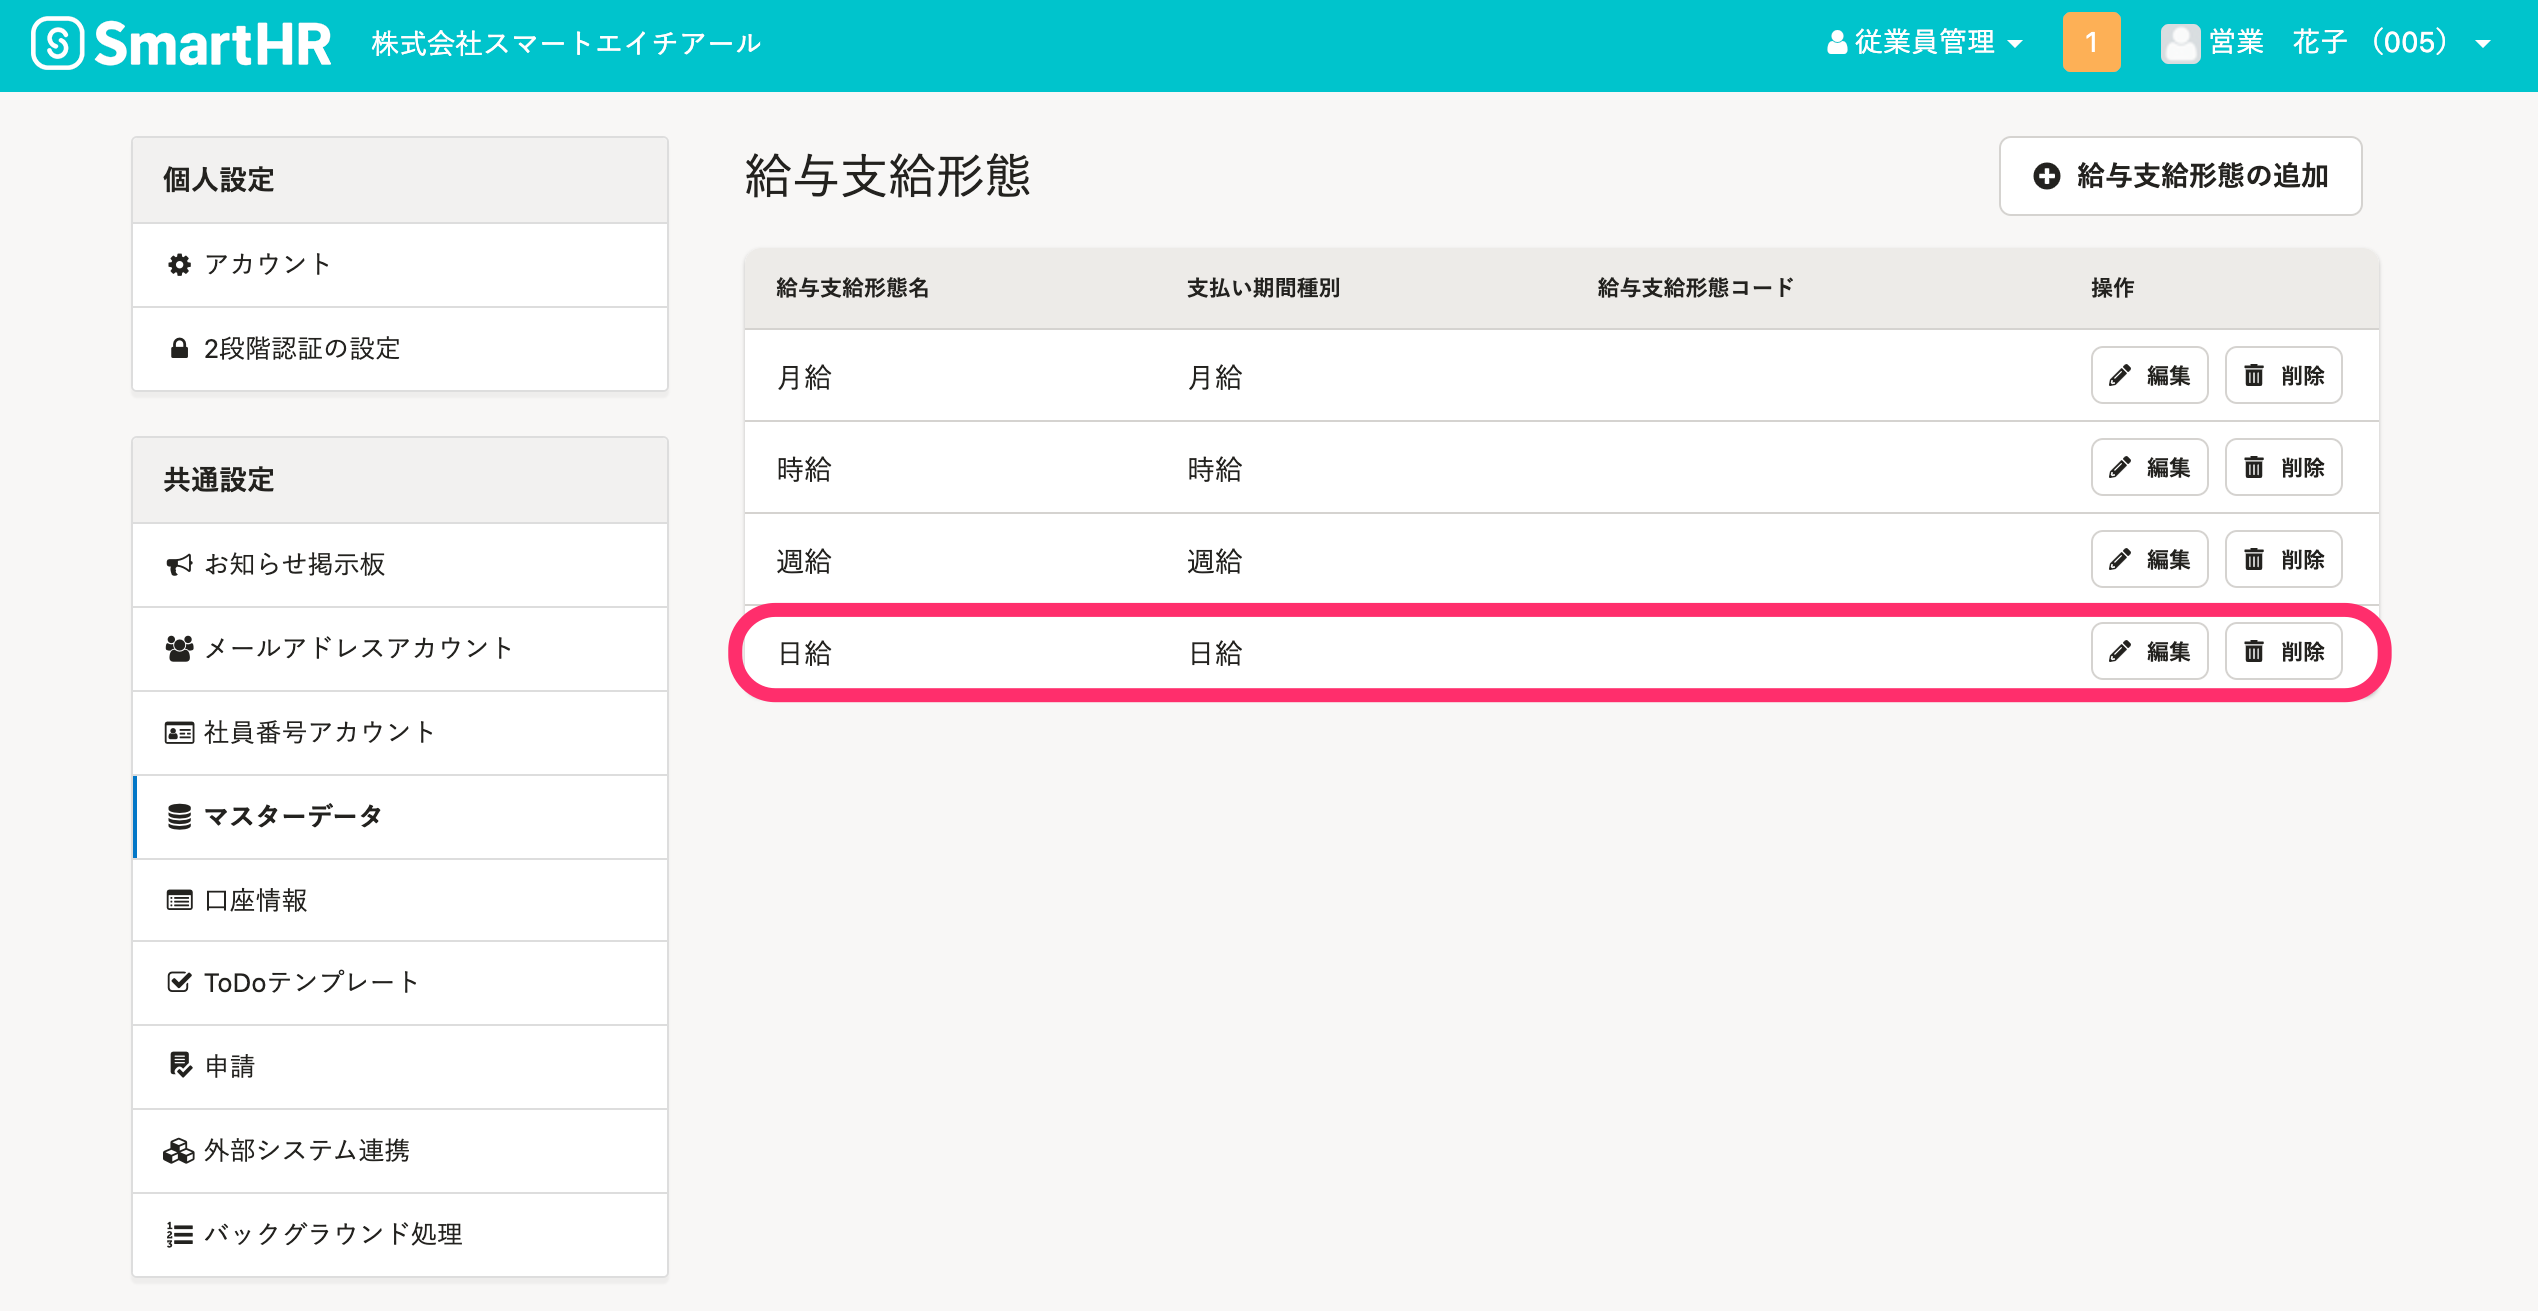 SmartHR 株式会社スマートエイチアール 従業員管理 1 営業 花子 (005)
個人設定
アカウント
2段階認証の設定
共通設定
お知らせ掲示板
メールアドレスアカウント
社員番号アカウント
マスターデータ
口座情報
ToDoテンプレート
申請
外部システム連携
バックグラウンド処理
給与支給形態 給与支給形態の追加
給与支給形態名 支払い期間種別 給与支給形態コード 操作
月給 月給 編集 削除
時給 時給 編集 削除
週給 週給 編集 削除
日給 日給 編集 削除